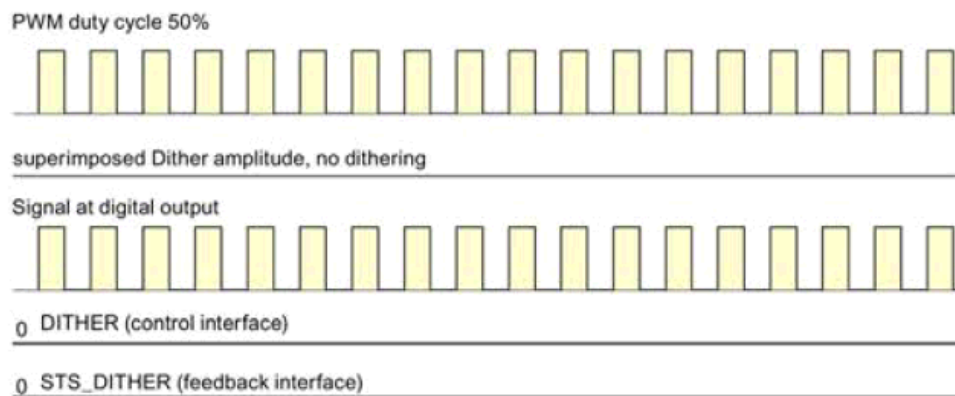 PWM duty cycle 50%
superimposed Dither amplitude, no dithering
Signal at digital output
0 DITHER (control interface)
0 STS_DITHER (feedback interface)